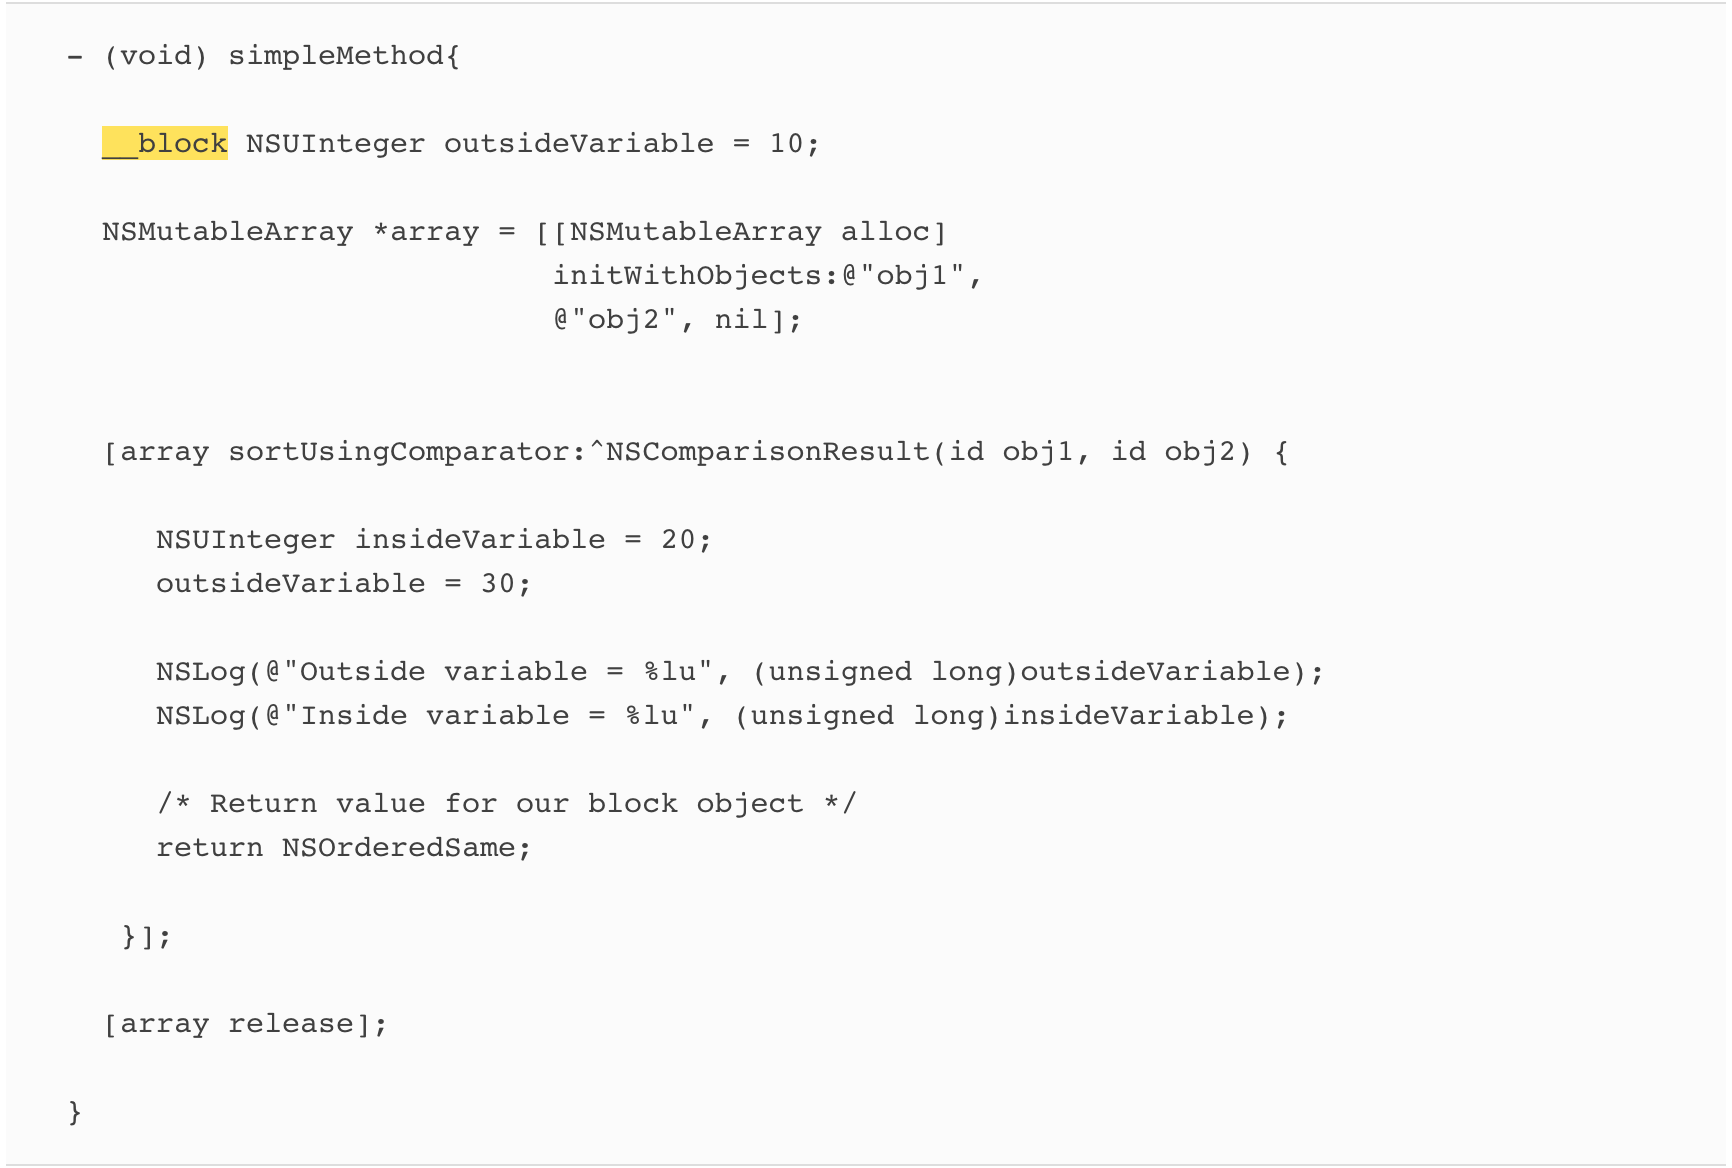 - (void) simpleMethod{
__block NSUInteger outsideVariable = 10;
NSMutableArray *array = [[NSMutableArray alloc]
initWithObjects:@"obj1",
@"obj2", nil];
[array sortUsingComparator:^NSComparisonResult(id obj1, id obj2) {
NSUInteger insideVariable = 20;
outsideVariable = 30;
NSLog(@"Outside variable = %lu", (unsigned long)outsideVariable);
NSLog(@"Inside variable = %lu", (unsigned long)insideVariable);
/* Return value for our block object */
return NSOrderedSame;
}];
[array release];
}